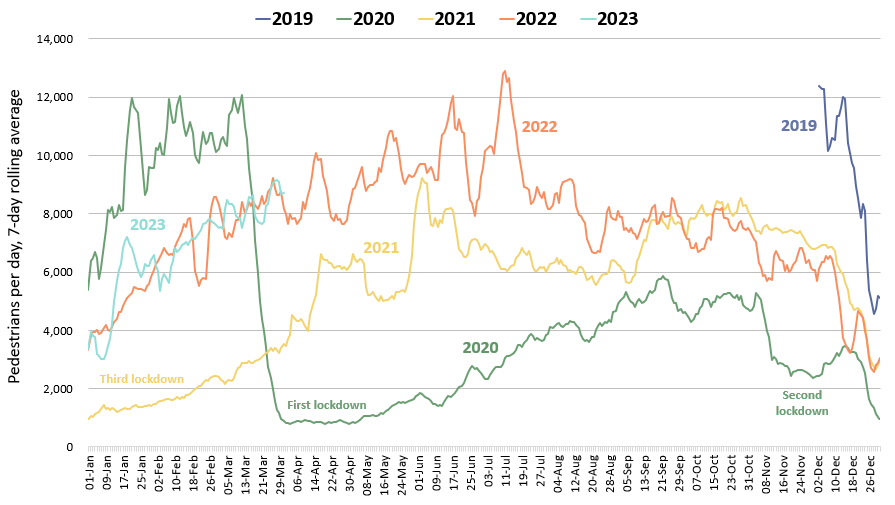 2019 2020 2021 2022 2023
Pedestrians per day, 7-day rolling average
14,000
12,000
10,000
8,000
6,000
4,000
2,000
0
2019
2022
2023
2021
2020
Third lockdown
First lockdown
Second
lockdown
01-Jan
09-Jan
17-Jan
25-Jan
02-Feb
10-Feb
18-Feb
26-Feb
05-Mar
13-Mar
21-Mar
29-Mar
06-Apr
14-Apr
22-Apr
30-Apr
08-May
16-May
24-May
01-Jun
09-Jun
17-Jun
25-Jun
03-Jul
11-Jul
19-Jul
27-Jul
04-Aug
12-Aug
20-Aug
28-Aug
05-Sep
13-Sep
21-Sep
29-Sep
07-Oct
15-Oct
23-Oct
31-Oct
08-Nov
16-Nov
24-Nov
02-Dec
10-Dec
18-Dec
26-Dec